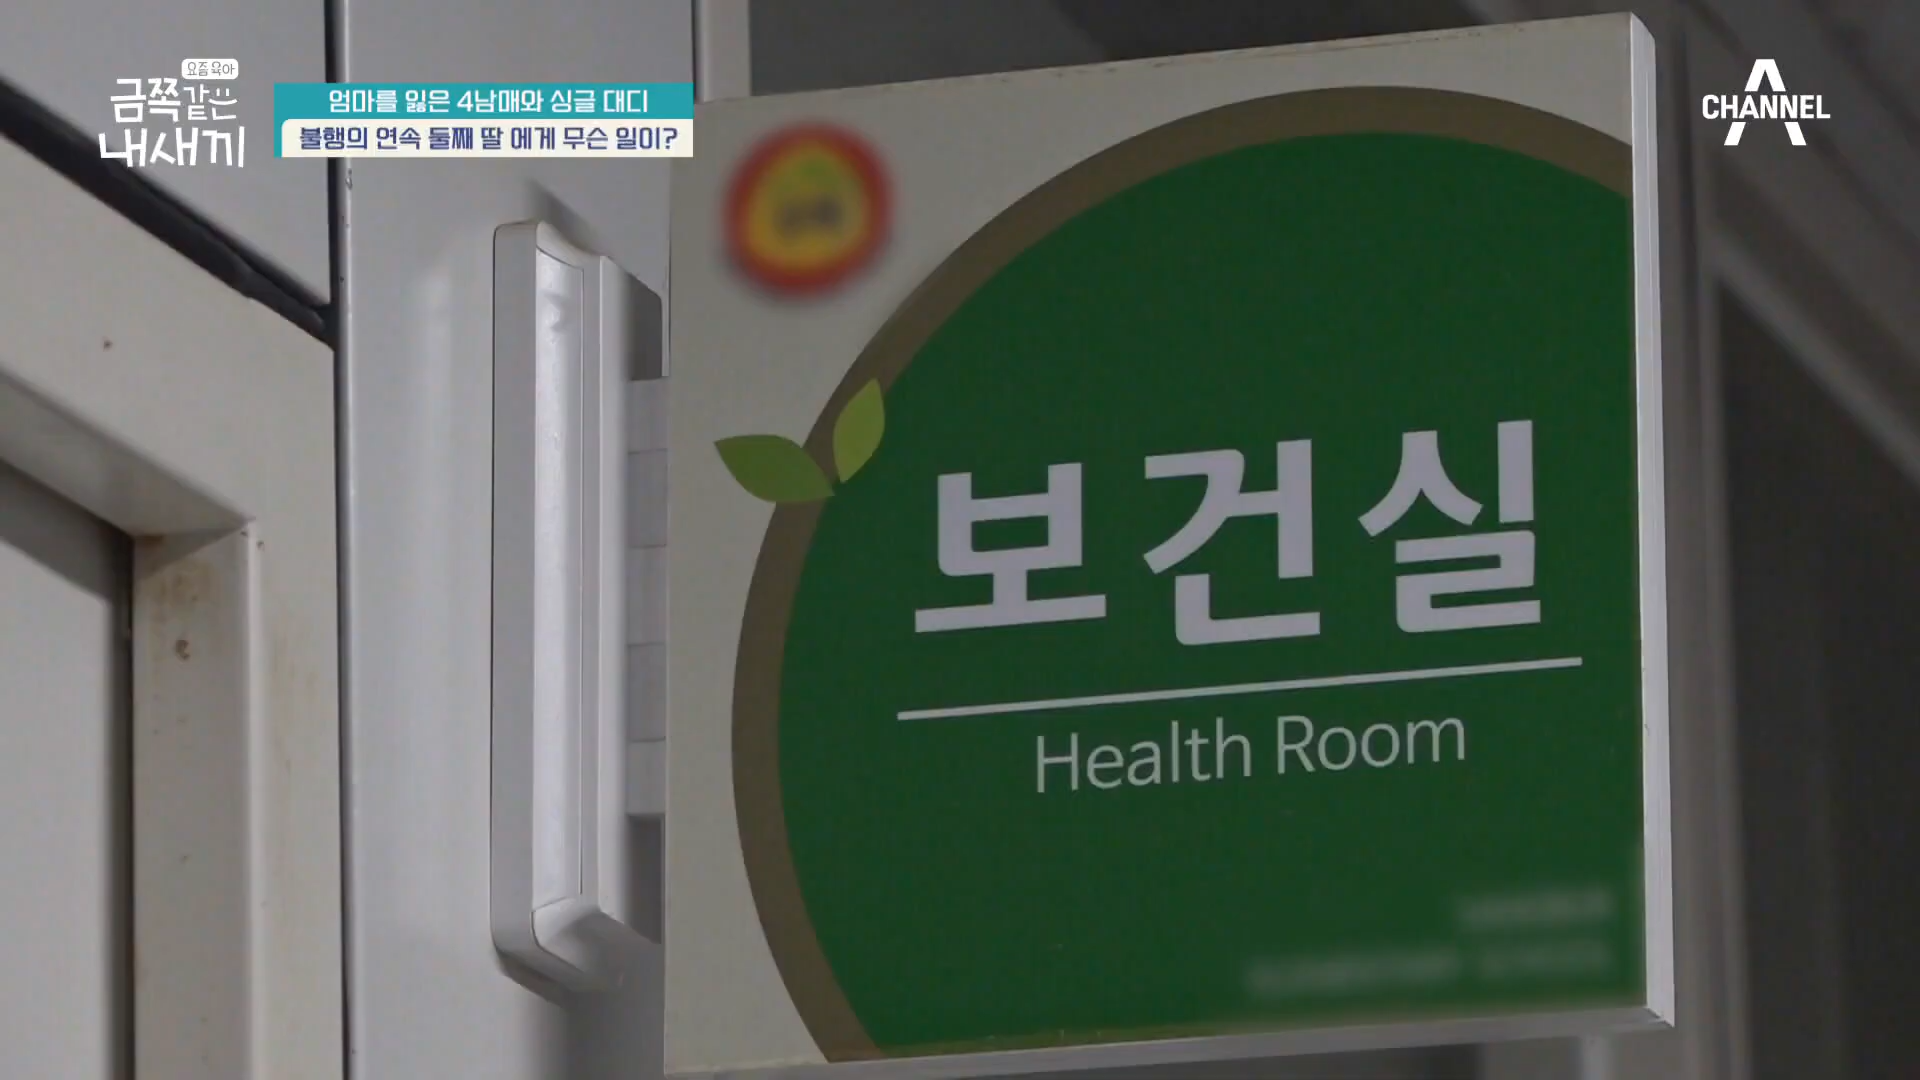 요즘 육아
금쪽같은
내새끼
엄마를 잃은 4남매와 싱글 대디
불행의 연속 둘째 딸 에게 무슨 일이?
CHANNEL A
보건실
Health Room